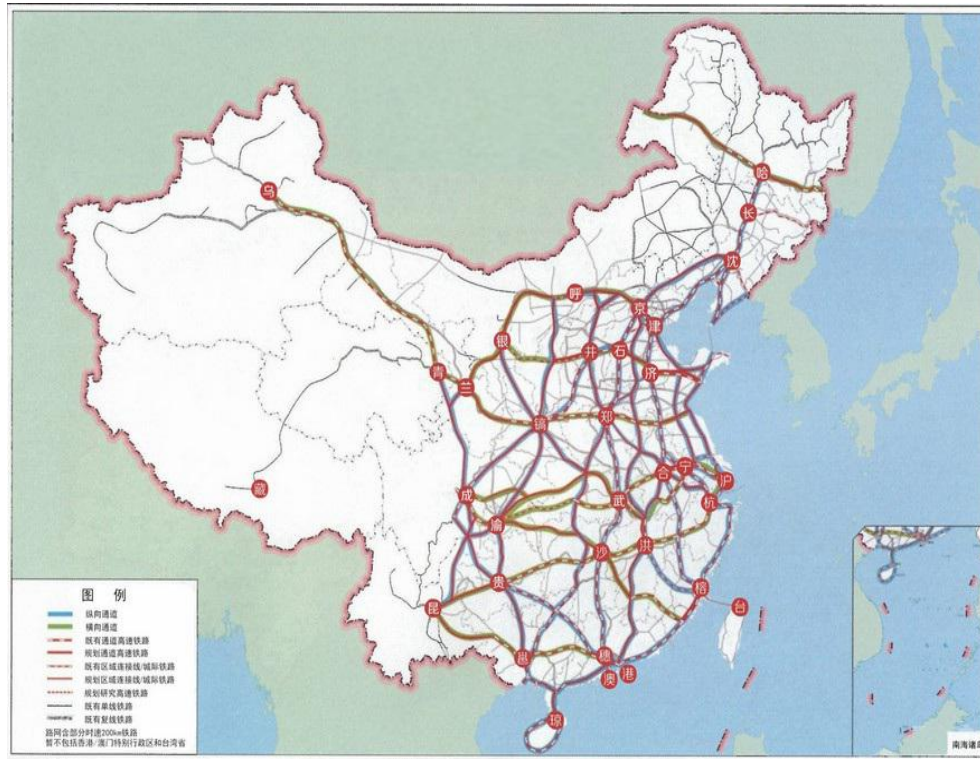 哈
乌
长
沈
呼
京
津
银
井
石
青
兰
济
镐
郑
藏
成
渝
武
合
宁
沪
杭
沙
洪
昆
贵
榕
台
邕
穗
澳
港
琼
图 例
纵向通道
横向通道
既有通道高速铁路
规划通道高速铁路
既有区域连接线/城际铁路
规划区域连接线/城际铁路
规划研究高速铁路
既有单线铁路
既有复线铁路
路网含部分时速200km铁路
暂不包括香港/澳门特别行政区和台湾省
南海诸岛